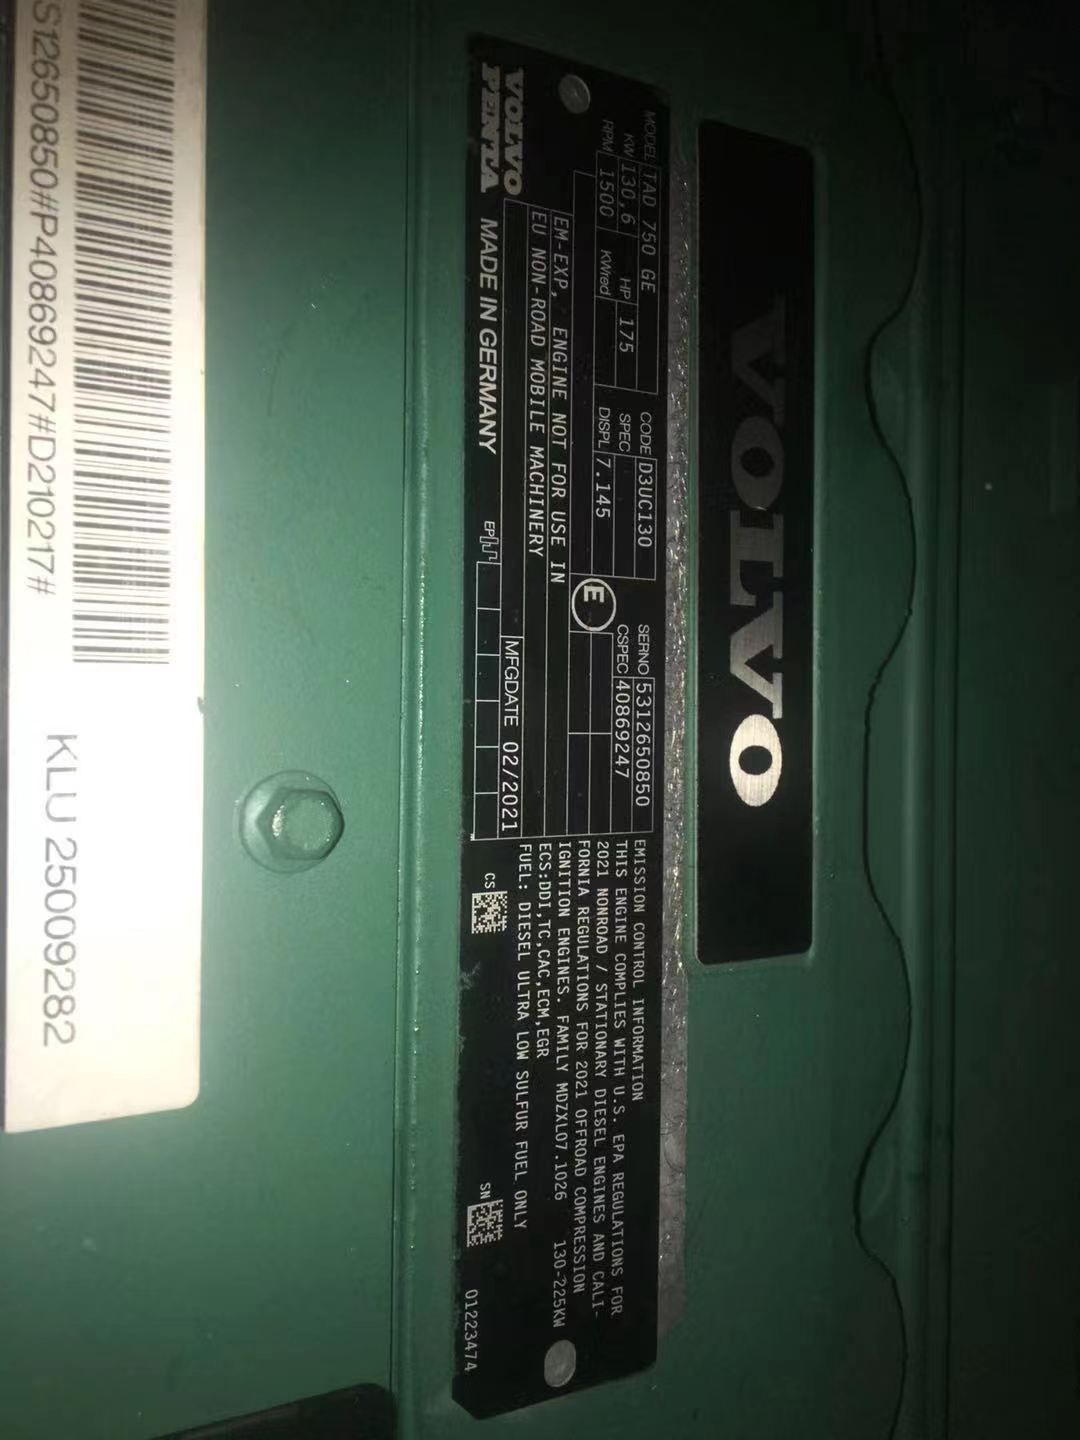 VOLVO
VOLVO
PENTA
MADE IN GERMANY
MODEL TAD 750 GE
CODE D3UC130
SERNO 5312650850
KW 130,6 HP 175
SPEC
CSPEC 40869247
RPM 1500 KWred
DISPL 7.145
E
EM-EXP, ENGINE NOT FOR USE IN
EU NON-ROAD MOBILE MACHINERY
MFGDATE 02/2021
EP
EMISSION CONTROL INFORMATION
THIS ENGINE COMPLIES WITH U.S. EPA REGULATIONS FOR
2021 NONROAD / STATIONARY DIESEL ENGINES AND CALI-
FORNIA REGULATIONS FOR 2021 OFFROAD COMPRESSION
IGNITION ENGINES. FAMILY MDZXL07.1026 130-225KW
ECS:DDI,TC,CAC,ECM,EGR
FUEL: DIESEL ULTRA LOW SULFUR FUEL ONLY
CS
SN
01223474
KLU 25009282
S12650850#P40869247#D210217#